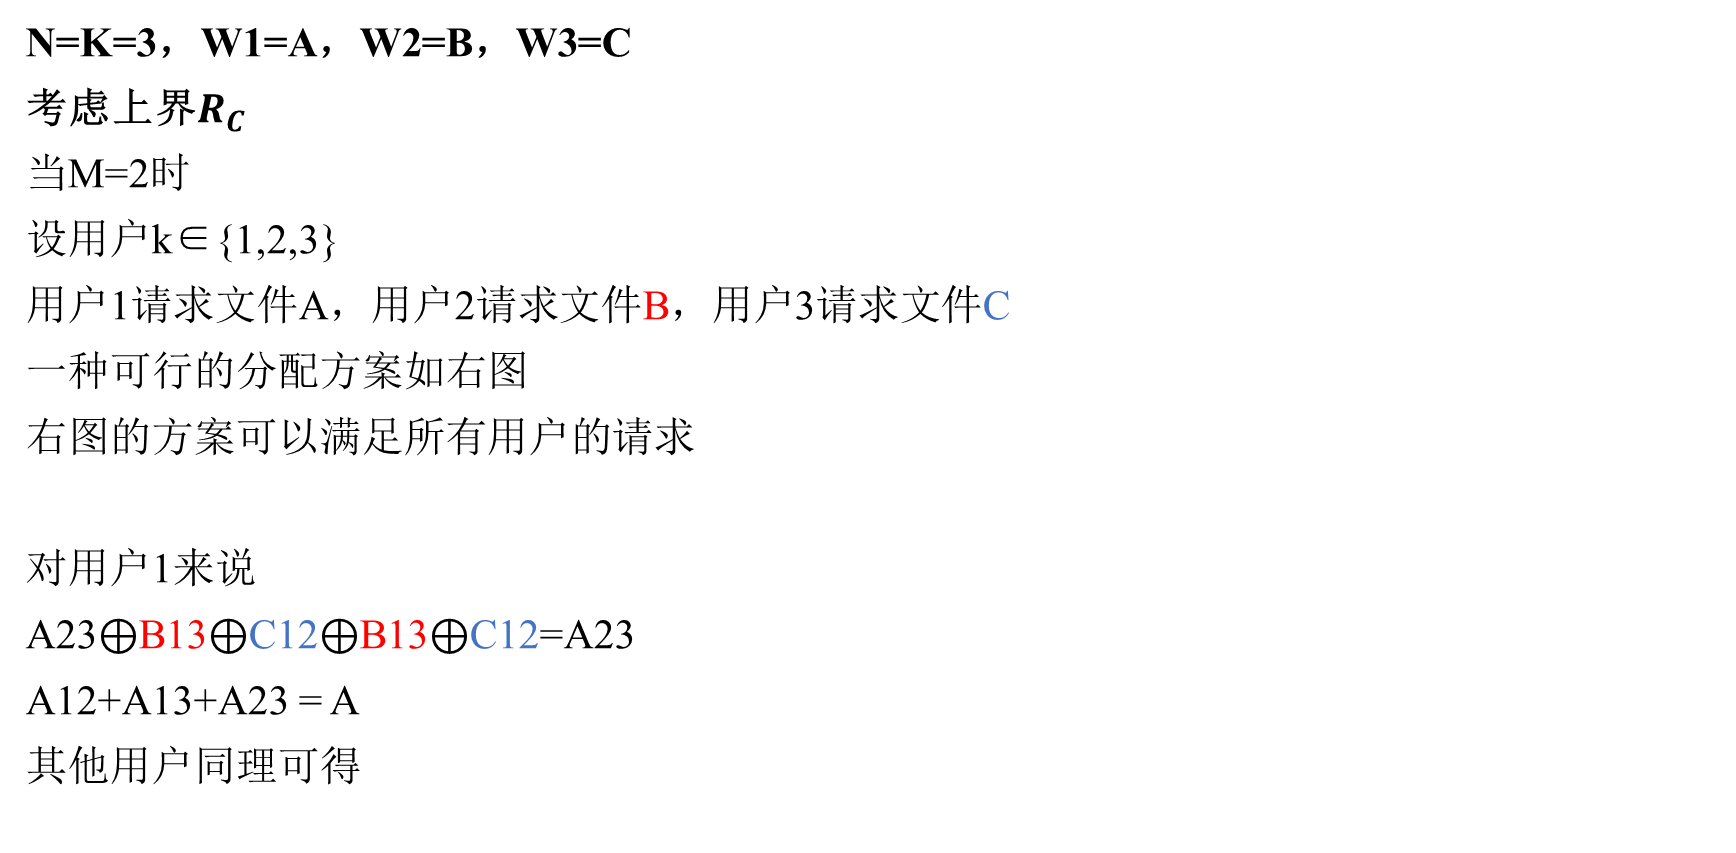 N=K=3，W1=A，W2=B，W3=C
考虑上界R_C
当M=2时
设用户k∈{1,2,3}
用户1请求文件A，用户2请求文件B，用户3请求文件C
一种可行的分配方案如右图
右图的方案可以满足所有用户的请求
对用户1来说
A23⊕B13⊕C12⊕B13⊕C12=A23
A12+A13+A23 = A
其他用户同理可得